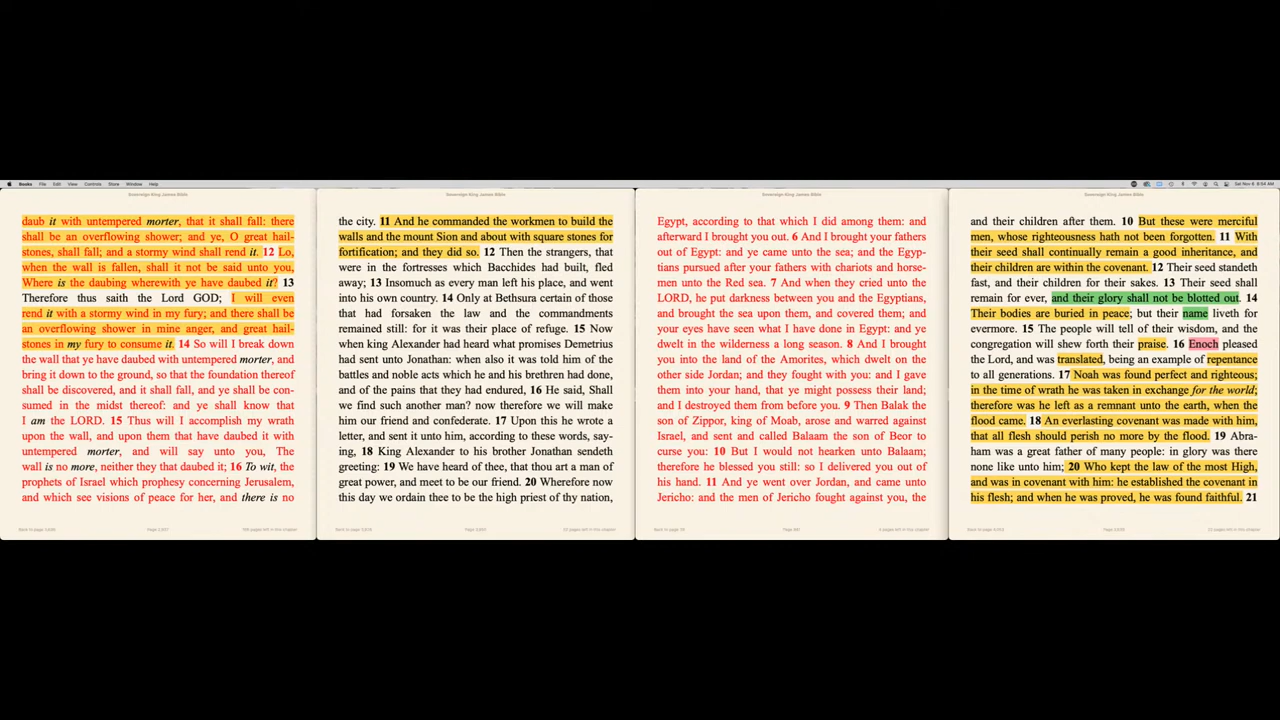 Books File Edit View Controls Store Window Help
Sat Nov 6 8:58 AM
Sovereign King James Bible
daub it with untempered morter, that it shall fall: there
shall be an overflowing shower; and ye, O great hail-
stones, shall fall; and a stormy wind shall rend it. 12 Lo,
when the wall is fallen, shall it not be said unto you,
Where is the daubing wherewith ye have daubed it? 13
Therefore thus saith the Lord GOD; I will even
rend it with a stormy wind in my fury; and there shall be
an overflowing shower in mine anger, and great hail-
stones in my fury to consume it. 14 So will I break down
the wall that ye have daubed with untempered morter, and
bring it down to the ground, so that the foundation thereof
shall be discovered, and it shall fall, and ye shall be con-
sumed in the midst thereof: and ye shall know that
I am the LORD. 15 Thus will I accomplish my wrath
upon the wall, and upon them that have daubed it with
untempered morter, and will say unto you, The
wall is no more, neither they that daubed it; 16 To wit, the
prophets of Israel which prophesy concerning Jerusalem,
and which see visions of peace for her, and there is no
Sovereign King James Bible
the city. 11 And he commanded the workmen to build the
walls and the mount Sion and about with square stones for
fortification; and they did so. 12 Then the strangers, that
were in the fortresses which Bacchides had built, fled
away; 13 Insomuch as every man left his place, and went
into his own country. 14 Only at Bethsura certain of those
that had forsaken the law and the commandments
remained still: for it was their place of refuge. 15 Now
when king Alexander had heard what promises Demetrius
had sent unto Jonathan: when also it was told him of the
battles and noble acts which he and his brethren had done,
and of the pains that they had endured, 16 He said, Shall
we find such another man? now therefore we will make
him our friend and confederate. 17 Upon this he wrote a
letter, and sent it unto him, according to these words, say-
ing, 18 King Alexander to his brother Jonathan sendeth
greeting: 19 We have heard of thee, that thou art a man of
great power, and meet to be our friend. 20 Wherefore now
this day we ordain thee to be the high priest of thy nation,
Sovereign King James Bible
Egypt, according to that which I did among them: and
afterward I brought you out. 6 And I brought your fathers
out of Egypt: and ye came unto the sea; and the Egyp-
tians pursued after your fathers with chariots and horse-
men unto the Red sea. 7 And when they cried unto the
LORD, he put darkness between you and the Egyptians,
and brought the sea upon them, and covered them; and
your eyes have seen what I have done in Egypt: and ye
dwelt in the wilderness a long season. 8 And I brought
you into the land of the Amorites, which dwelt on the
other side Jordan; and they fought with you: and I gave
them into your hand, that ye might possess their land;
and I destroyed them from before you. 9 Then Balak the
son of Zippor, king of Moab, arose and warred against
Israel, and sent and called Balaam the son of Beor to
curse you: 10 But I would not hearken unto Balaam;
therefore he blessed you still: so I delivered you out of
his hand. 11 And ye went over Jordan, and came unto
Jericho: and the men of Jericho fought against you, the
Sovereign King James Bible
and their children after them. 10 But these were merciful
men, whose righteousness hath not been forgotten. 11 With
their seed shall continually remain a good inheritance, and
their children are within the covenant. 12 Their seed standeth
fast, and their children for their sakes. 13 Their seed shall
remain for ever, and their glory shall not be blotted out. 14
Their bodies are buried in peace; but their name liveth for
evermore. 15 The people will tell of their wisdom, and the
congregation will shew forth their praise. 16 Enoch pleased
the Lord, and was translated, being an example of repentance
to all generations. 17 Noah was found perfect and righteous;
in the time of wrath he was taken in exchange for the world;
therefore was he left as a remnant unto the earth, when the
flood came. 18 An everlasting covenant was made with him,
that all flesh should perish no more by the flood. 19 Abra-
ham was a great father of many people: in glory was there
none like unto him; 20 Who kept the law of the most High,
and was in covenant with him: he established the covenant in
his flesh; and when he was proved, he was found faithful. 21